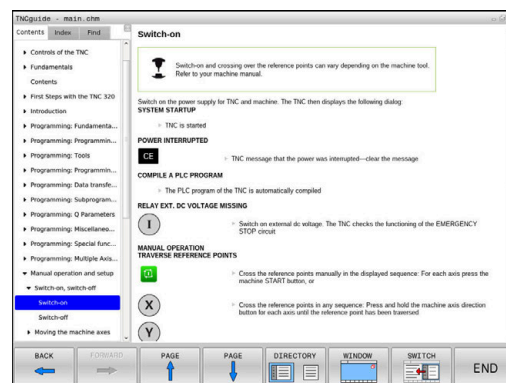 TNCguide - main.chm
Contents Index Find
Controls of the TNC
Fundamentals
Contents
First Steps with the TNC 320
Introduction
Programming: Fundamenta...
Programming: Programmin...
Programming: Tools
Programming: Programmin...
Programming: Data transfe...
Programming: Subprogram...
Programming: Q Parameters
Programming: Miscellaneo...
Programming: Special func...
Programming: Multiple Axis...
Manual operation and setup
Switch-on, switch-off
Switch-on
Switch-off
Moving the machine axes
Switch-on
Switch-on and crossing over the reference points can vary depending on the machine tool.
Refer to your machine manual.
Switch on the power supply for TNC and machine. The TNC then displays the following dialog:
SYSTEM STARTUP
TNC is started
POWER INTERRUPTED
CE
TNC message that the power was interrupted—clear the message
COMPILE A PLC PROGRAM
The PLC program of the TNC is automatically compiled
RELAY EXT. DC VOLTAGE MISSING
I
Switch on external dc voltage. The TNC checks the functioning of the EMERGENCY
STOP circuit
MANUAL OPERATION
TRAVERSE REFERENCE POINTS
Cross the reference points manually in the displayed sequence: For each axis press the
machine START button, or
X
Cross the reference points in any sequence: Press and hold the machine axis direction
button for each axis until the reference point has been traversed
Y
BACK FORWARD PAGE PAGE DIRECTORY WINDOW SWITCH END